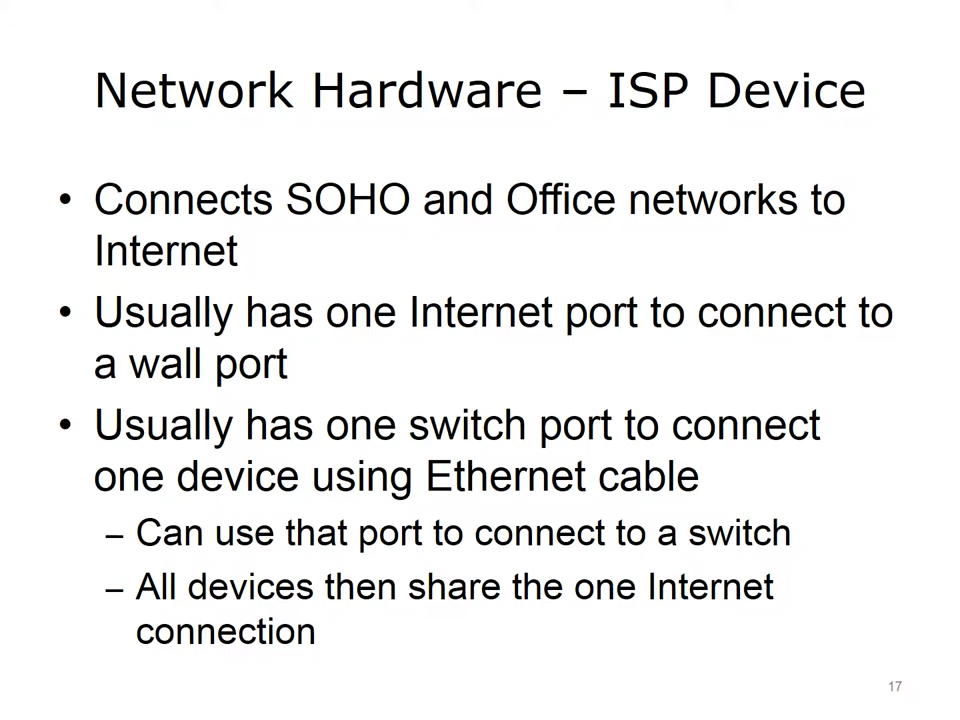 Network Hardware – ISP Device
• Connects SOHO and Office networks to
Internet
• Usually has one Internet port to connect to
a wall port
• Usually has one switch port to connect
one device using Ethernet cable
– Can use that port to connect to a switch
– All devices then share the one Internet
connection
17